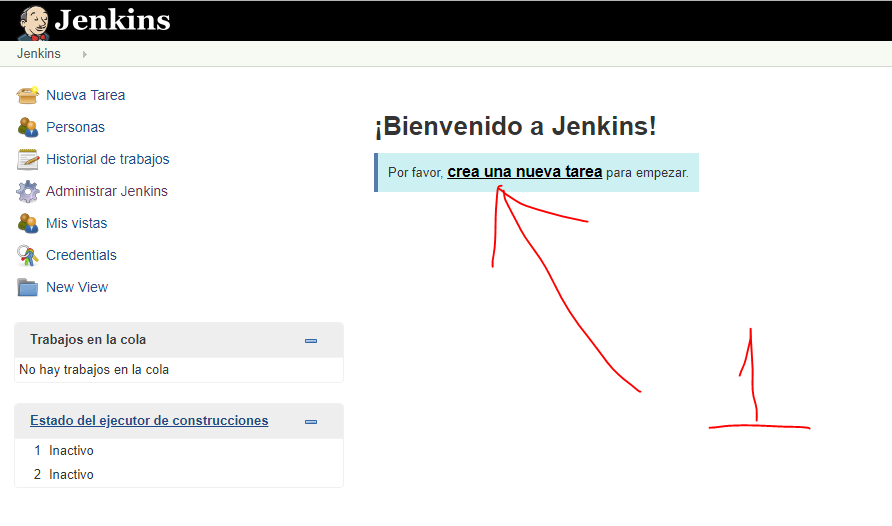 Jenkins
Jenkins
Nueva Tarea
Personas
Historial de trabajos
Administrar Jenkins
Mis vistas
Credentials
New View
Trabajos en la cola
No hay trabajos en la cola
Estado del ejecutor de construcciones
1 Inactivo
2 Inactivo
¡Bienvenido a Jenkins!
Por favor, crea una nueva tarea para empezar.
1